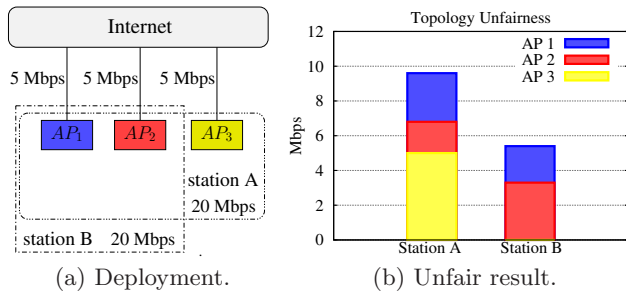 Internet
5 Mbps 5 Mbps 5 Mbps
AP1 AP2 AP3
station A
20 Mbps
station B 20 Mbps
(a) Deployment.
Topology Unfairness
AP 1
AP 2
AP 3
Mbps
12
10
8
6
4
2
0
Station A Station B
(b) Unfair result.